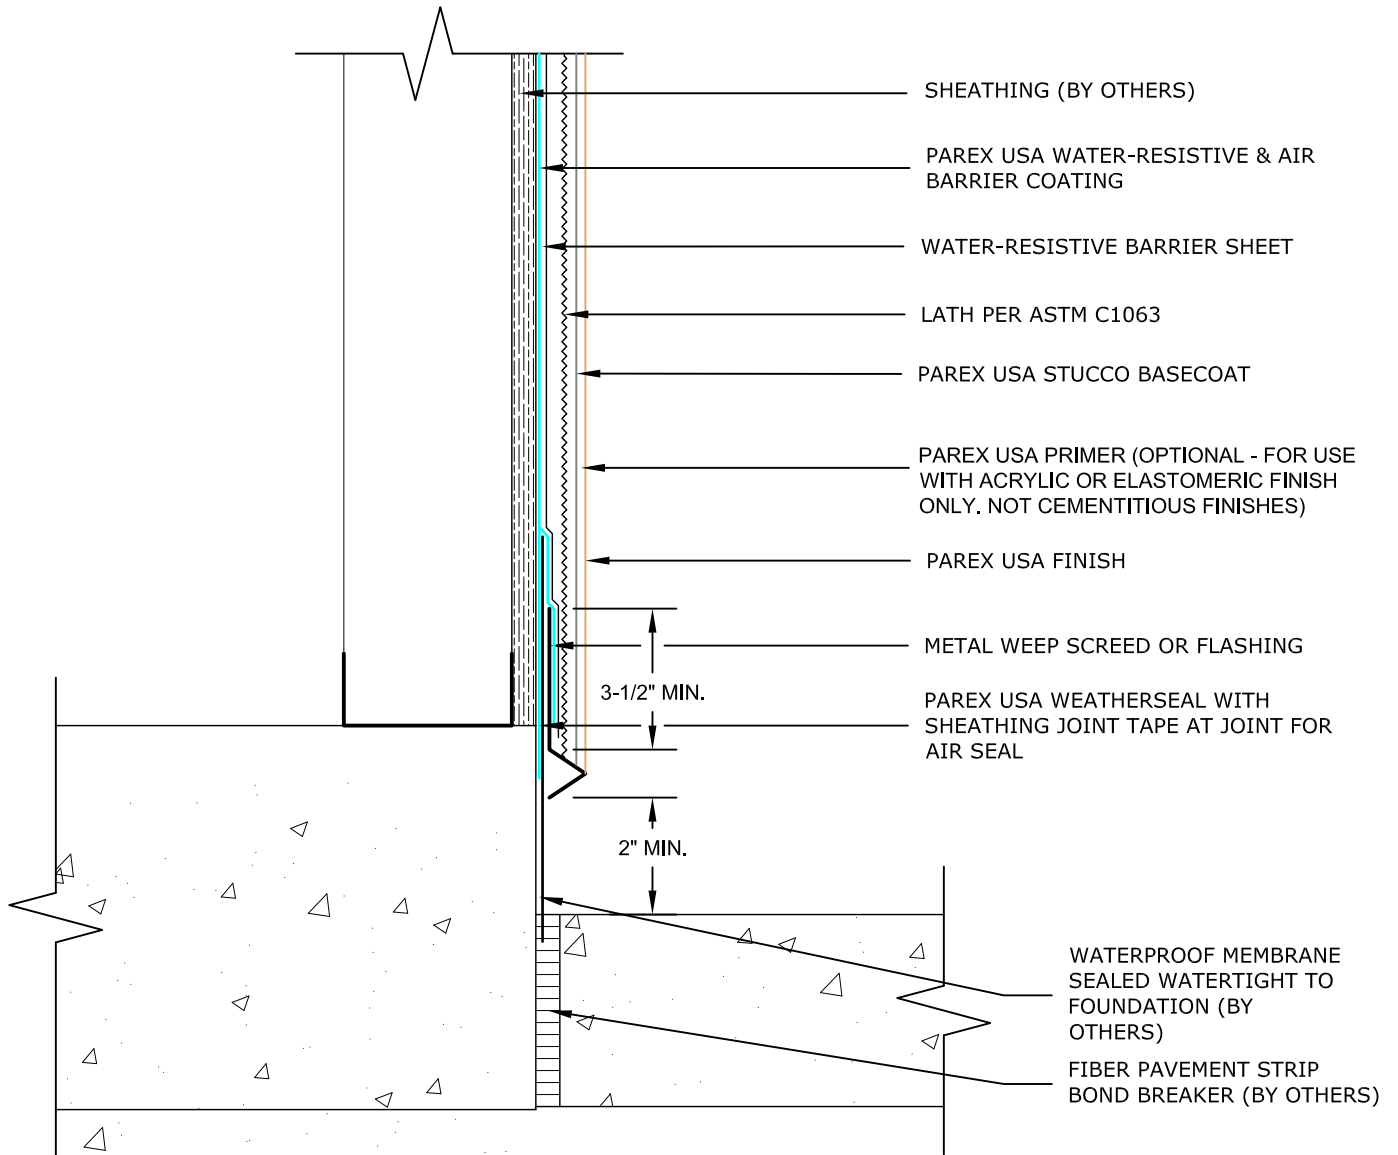 SHEATHING (BY OTHERS)
PAREX USA WATER-RESISTIVE & AIR
BARRIER COATING
WATER-RESISTIVE BARRIER SHEET
LATH PER ASTM C1063
PAREX USA STUCCO BASECOAT
PAREX USA PRIMER (OPTIONAL - FOR USE
WITH ACRYLIC OR ELASTOMERIC FINISH
ONLY. NOT CEMENTITIOUS FINISHES)
PAREX USA FINISH
METAL WEEP SCREED OR FLASHING
3-1/2" MIN.
PAREX USA WEATHERSEAL WITH
SHEATHING JOINT TAPE AT JOINT FOR
AIR SEAL
2" MIN.
WATERPROOF MEMBRANE
SEALED WATERTIGHT TO
FOUNDATION (BY
OTHERS)
FIBER PAVEMENT STRIP
BOND BREAKER (BY OTHERS)